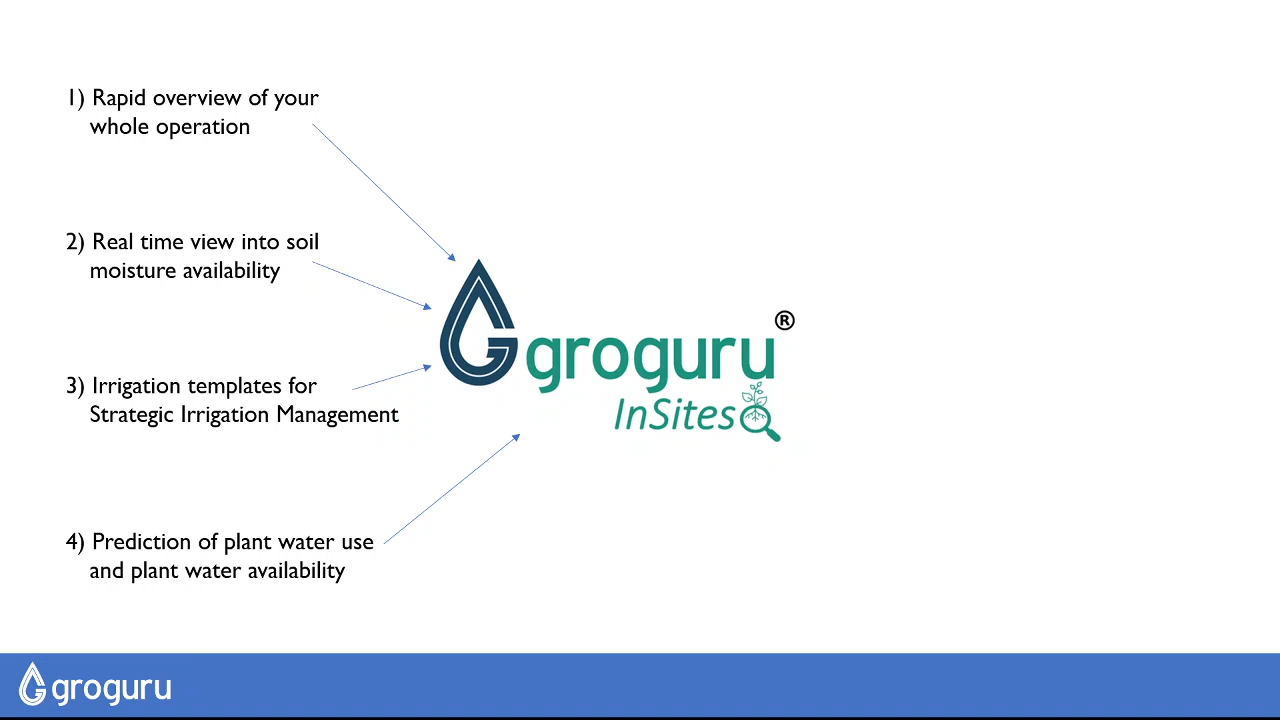 1) Rapid overview of your
whole operation
2) Real time view into soil
moisture availability
3) Irrigation templates for
Strategic Irrigation Management
4) Prediction of plant water use
and plant water availability
groguru®
InSites
groguru